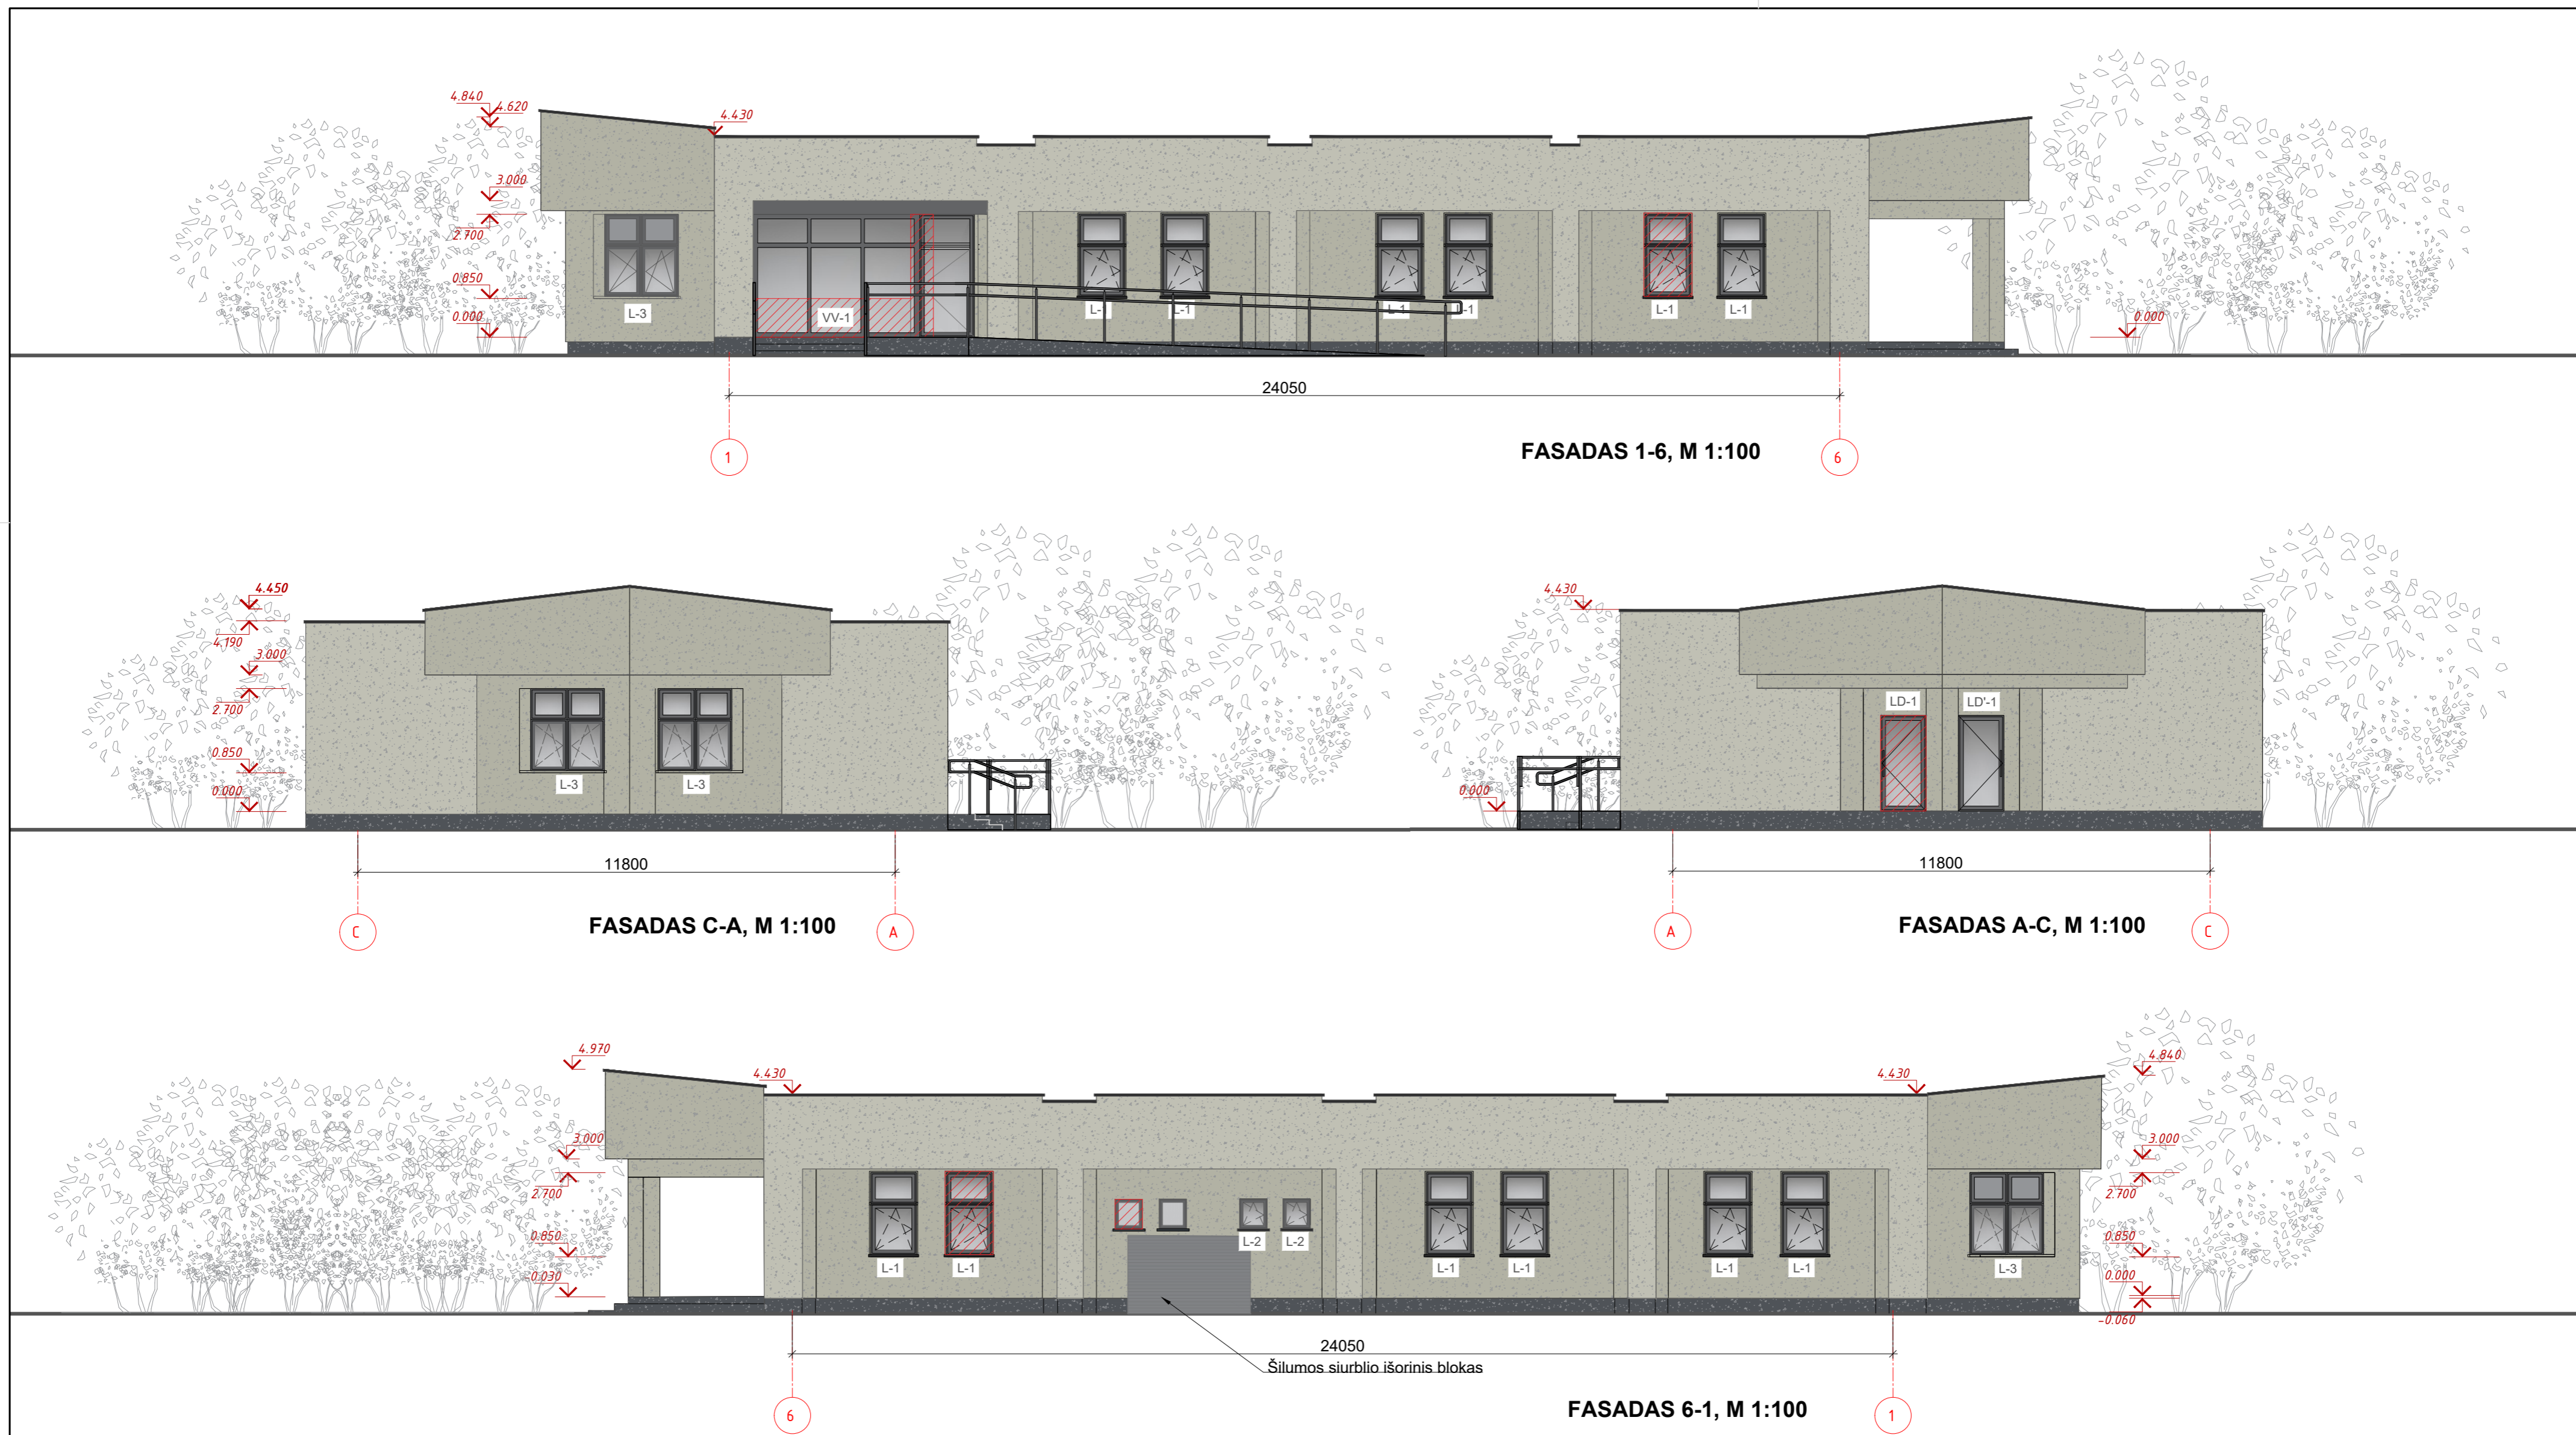 4.840
4.620
4.430
3.000
2.700
0.850
0.000
L-3
VV-1
L-1
L-1
L-1
L-1
L-1
0.000
24050
1
6
FASADAS 1-6, M 1:100
4.450
4.190
3.000
2.700
0.850
0.000
L-3
L-3
11800
C
A
FASADAS C-A, M 1:100
4.430
LD-1
LD'-1
0.000
11800
A
C
FASADAS A-C, M 1:100
4.970
4.430
4.430
4.840
3.000
2.700
0.850
-0.030
3.000
2.700
0.850
0.000
-0.060
L-1
L-1
L-2
L-2
L-1
L-1
L-1
L-1
L-3
24050
Šilumos siurblio išorinis blokas
6
1
FASADAS 6-1, M 1:100